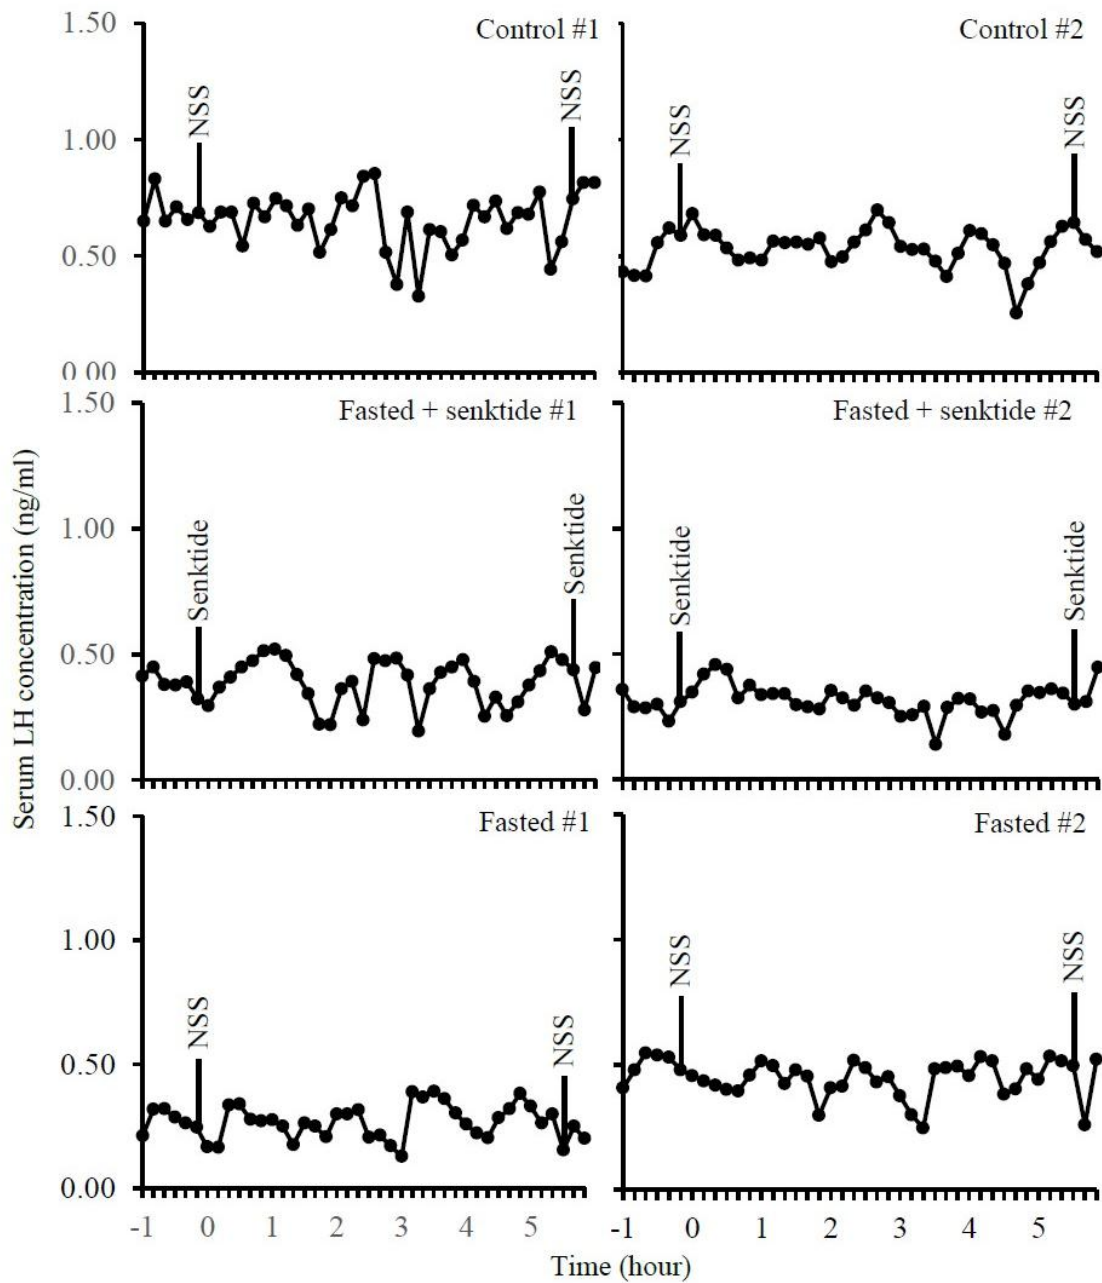 1.50
Control #1
Control #2
NSS
NSS
NSS
NSS
1.00
0.50
0 00
1.50
Fasted + senktide #1
Fasted + senktide #2
Senktide
Senktide
Senktide
Senktide
1.00
0.50
0.00
Serum LH concentration (ng/ml)
1.50
Fasted #1
Fasted #2
1.00
NSS
NSS
NSS
NSS
0.50
0.00
-1 0 1 2 3 4 5
-1 0 1 2 3 4 5
Time (hour)